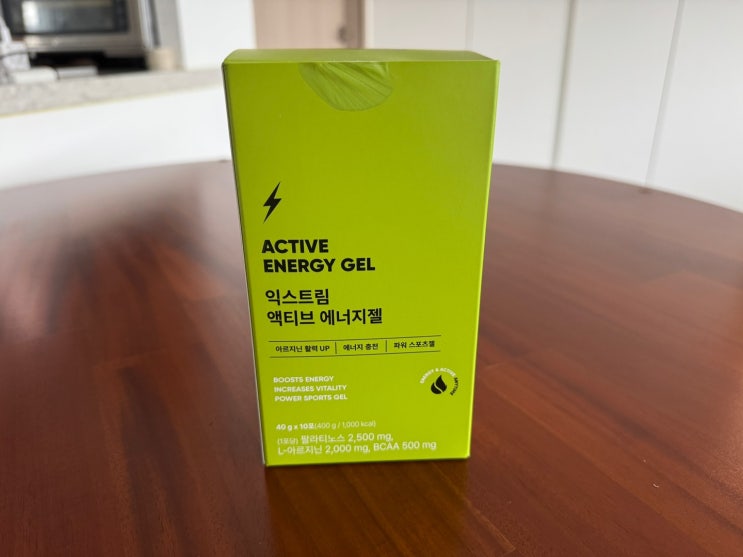 ACTIVE
ENERGY GEL
익스트림
액티브 에너지젤
아르지닌 활력 UP | 에너지 충전 | 파워 스포츠젤
BOOSTS ENERGY
INCREASES VITALITY
POWER SPORTS GEL
ENERGY & ACTIVE
40 g x 10포(400 g / 1,000 kcal)
(1포당) 팔라티노스 2,500 mg,
L-아르지닌 2,000 mg, BCAA 500 mg